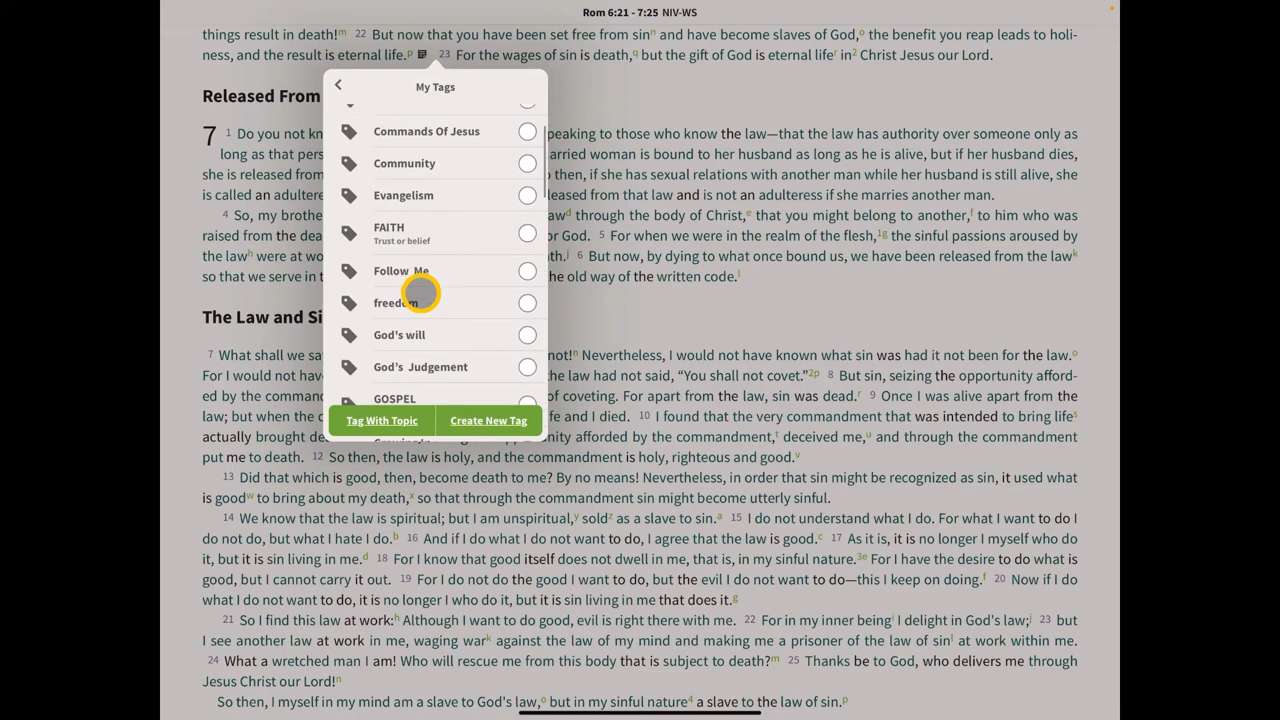 Rom 6:21 - 7:25 NIV-WS
things result in death!m 22 But now that you have been set free from sinn and have become slaves of God,o the benefit you reap leads to holi-
ness, and the result is eternal life.p 23 For the wages of sin is death,q but the gift of God is eternal lifer in2 Christ Jesus our Lord.
My Tags
Commands Of Jesus
Community
Evangelism
FAITH
Trust or belief
Follow Me
freedom
God's will
God’s Judgement
GOSPEL
Tag With Topic
Create New Tag
Released From
7 1 Do you not kn peaking to those who know the law—that the law has authority over someone only as
long as that pers arried woman is bound to her husband as long as he is alive, but if her husband dies,
she is released from then, if she has sexual relations with another man while her husband is still alive, she
is called an adultere eleased from that law and is not an adulteress if she marries another man.
4 So, my brothe awd through the body of Christ,e that you might belong to another,f to him who was
raised from the dea or God. 5 For when we were in the realm of the flesh,1g the sinful passions aroused by
the lawh were at wo th.j 6 But now, by dying to what once bound us, we have been released from the lawk
so that we serve in t he old way of the written code.l
The Law and Si
7 What shall we sa not!n Nevertheless, I would not have known what sin was had it not been for the law.o
For I would not have the law had not said, “You shall not covet.”2p 8 But sin, seizing the opportunity afford-
ed by the command of coveting. For apart from the law, sin was dead.r 9 Once I was alive apart from the
law; but when the c fe and I died. 10 I found that the very commandment that was intended to bring lifes
actually brought de unity afforded by the commandment,t deceived me,u and through the commandment
put me to death. 12 So then, the law is holy, and the commandment is holy, righteous and good.v
13 Did that which is good, then, become death to me? By no means! Nevertheless, in order that sin might be recognized as sin, it used what
is goodw to bring about my death,x so that through the commandment sin might become utterly sinful.
14 We know that the law is spiritual; but I am unspiritual,y soldz as a slave to sin.a 15 I do not understand what I do. For what I want to do I
do not do, but what I hate I do.b 16 And if I do what I do not want to do, I agree that the law is good.c 17 As it is, it is no longer I myself who do
it, but it is sin living in me.d 18 For I know that good itself does not dwell in me, that is, in my sinful nature.3e For I have the desire to do what is
good, but I cannot carry it out. 19 For I do not do the good I want to do, but the evil I do not want to do—this I keep on doing.f 20 Now if I do
what I do not want to do, it is no longer I who do it, but it is sin living in me that does it.g
21 So I find this law at work:h Although I want to do good, evil is right there with me. 22 For in my inner beingi I delight in God's law;j 23 but
I see another law at work in me, waging wark against the law of my mind and making me a prisoner of the law of sinl at work within me.
24 What a wretched man I am! Who will rescue me from this body that is subject to death?m 25 Thanks be to God, who delivers me through
Jesus Christ our Lord!n
So then, I myself in my mind am a slave to God's law,o but in my sinful nature4 a slave to the law of sin.p